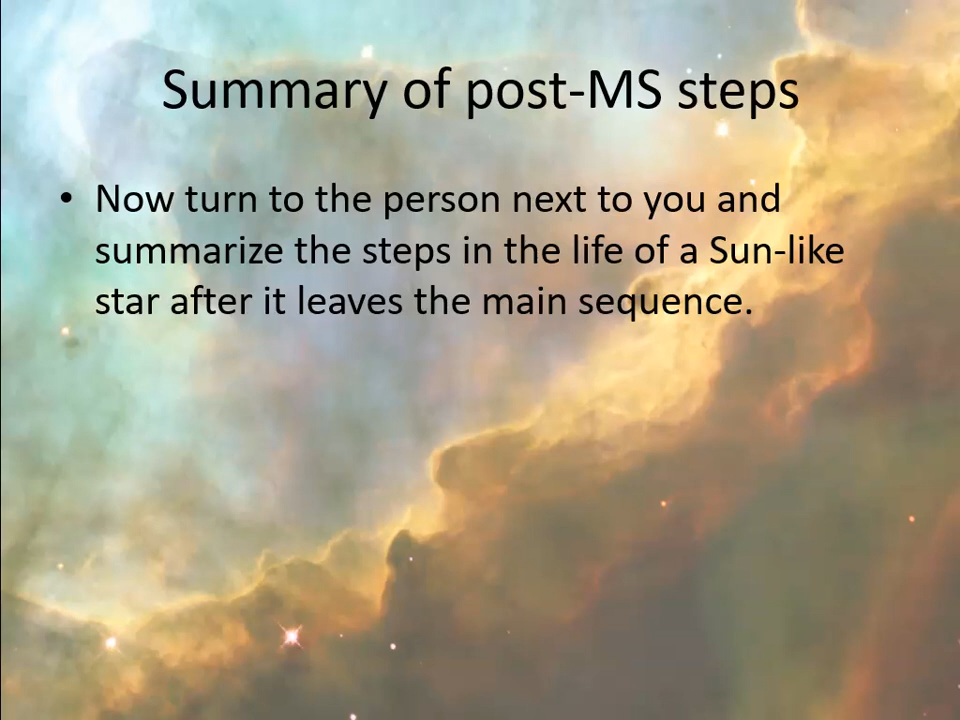 Summary of post-MS steps
• Now turn to the person next to you and
summarize the steps in the life of a Sun-like
star after it leaves the main sequence.